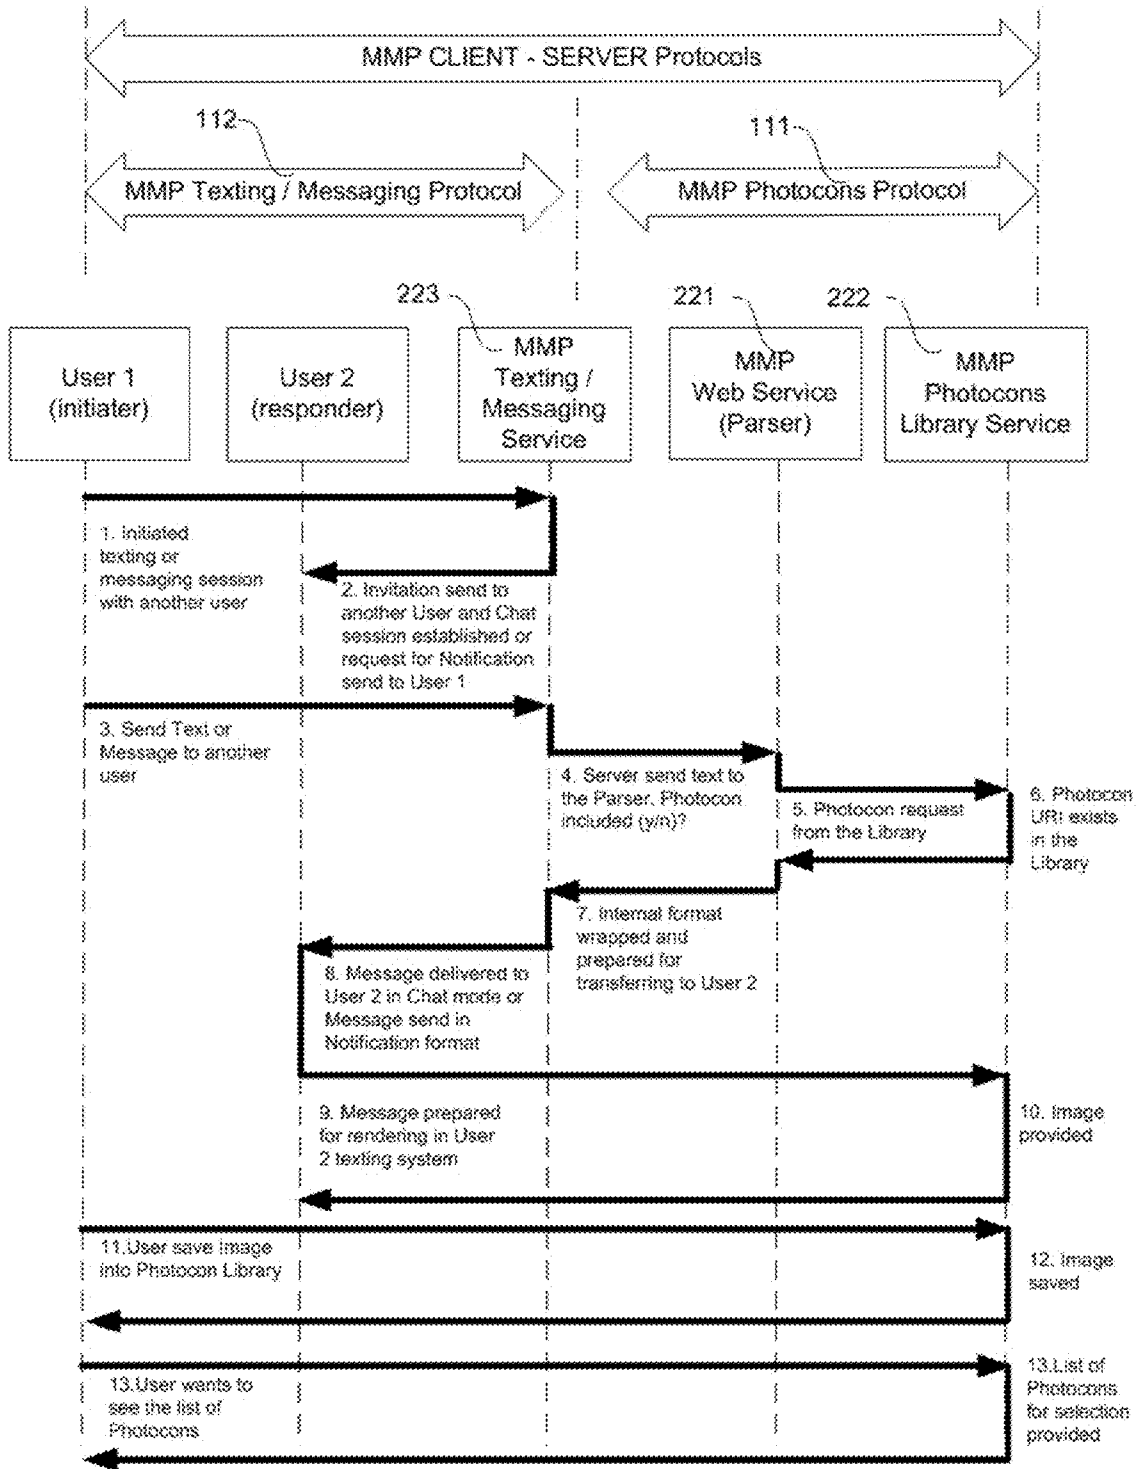 MMP CLIENT - SERVER Protocols
112
111
MMP Texting / Messaging Protocol
MMP Photocons Protocol
223
221
222
User 1
(initiater)
User 2
(responder)
MMP
Texting /
Messaging
Service
MMP
Web Service
(Parser)
MMP
Photocons
Library Service
1. Initiated
texting or
messaging session
with another user
2. Invitation send to
another User and Chat
session established or
request for Notification
send to User 1
3. Send Text or
Message to another
user
4. Server send text to
the Parser. Photocon
included (y/n)?
5. Photocon request
from the Library
6. Photocon
URI exists
in the
Library
7. Internal format
wrapped and
prepared for
transferring to User 2
8. Message delivered to
User 2 in Chat mode or
Message send in
Notification format
9. Message prepared
for rendering in User
2 texting system
10. Image
provided
11.User save image
into Photocon Library
12. Image
saved
13.User wants to
see the list of
Photocons
13.List of
Photocons
for selection
provided